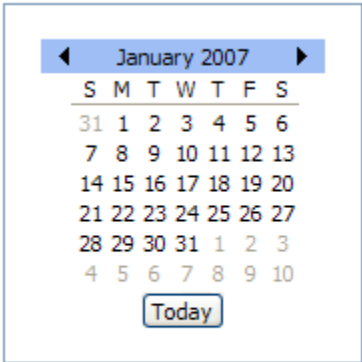 January 2007
S M T W T F S
31 1 2 3 4 5 6
7 8 9 10 11 12 13
14 15 16 17 18 19 20
21 22 23 24 25 26 27
28 29 30 31 1 2 3
4 5 6 7 8 9 10
Today